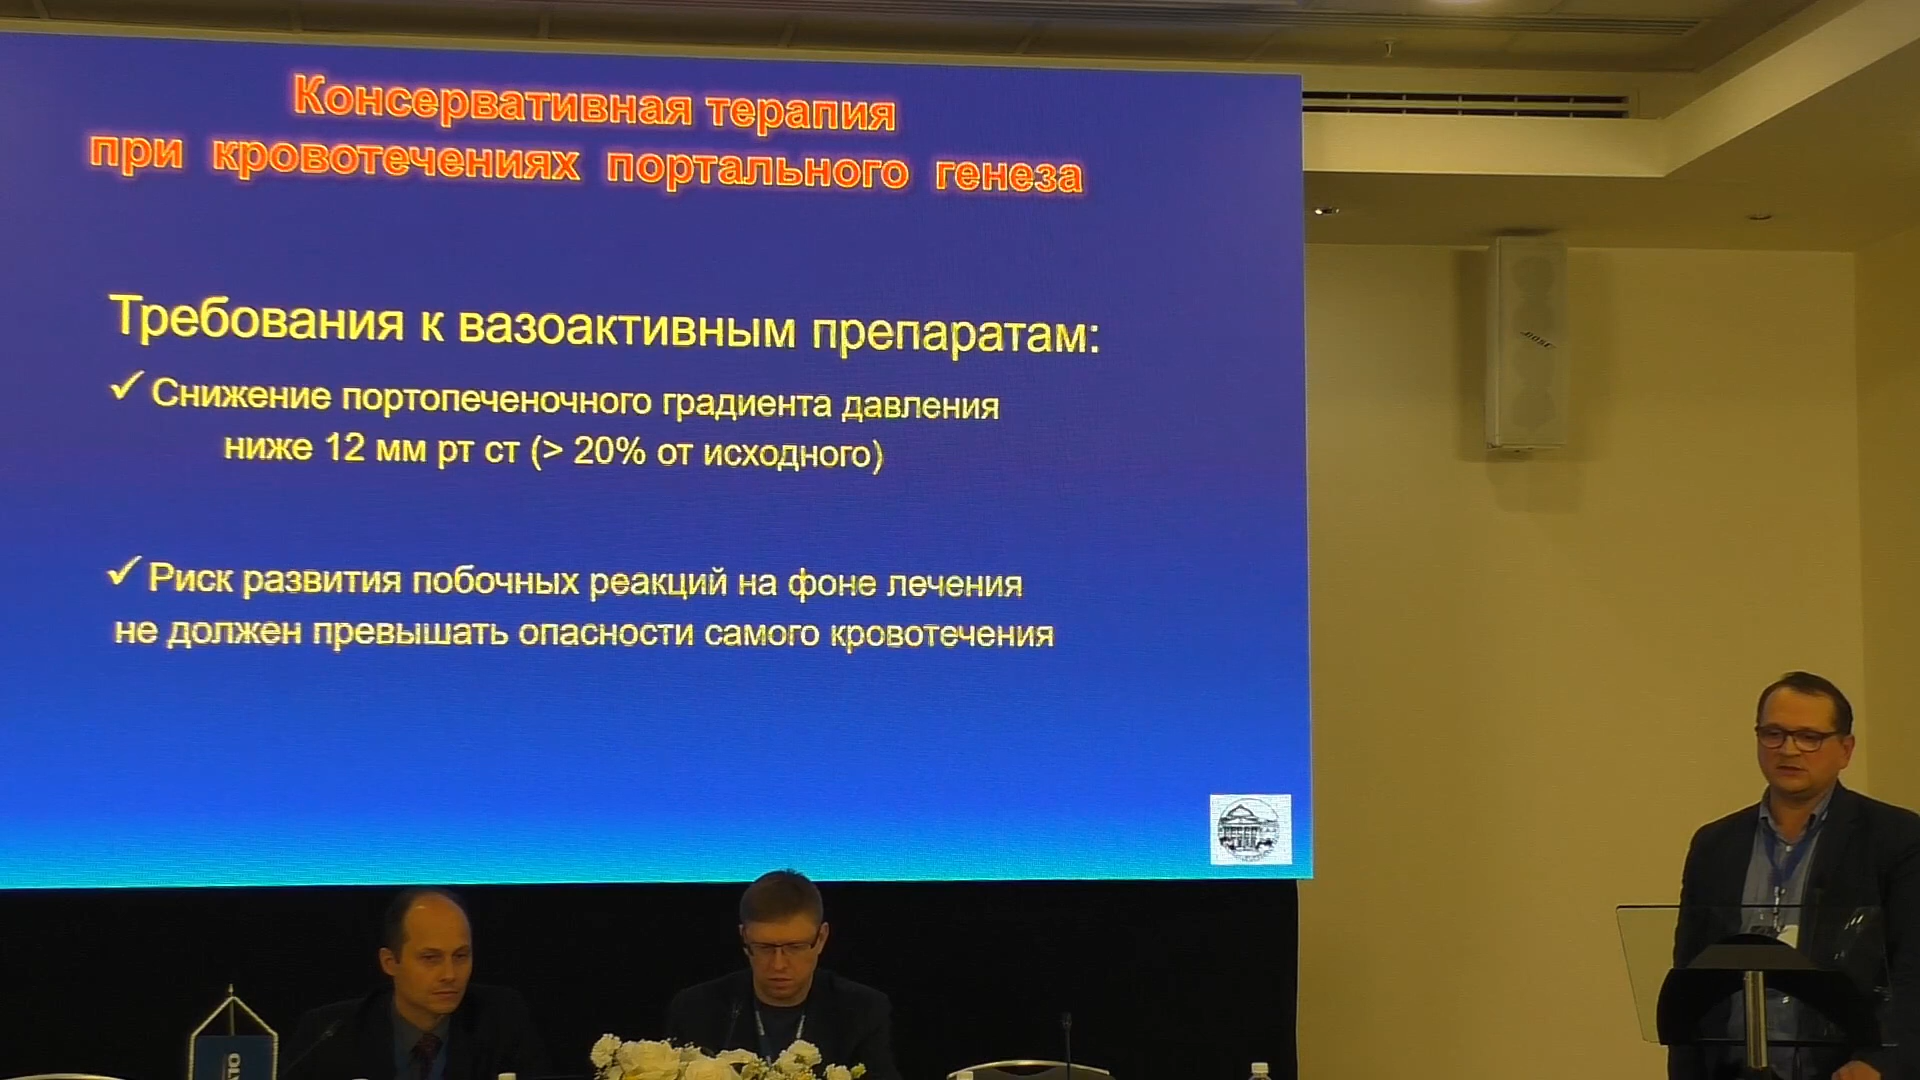 Консервативная терапия
при кровотечениях портального генеза
Требования к вазоактивным препаратам:
✓ Снижение портопеченочного градиента давления
ниже 12 мм рт ст (> 20% от исходного)
✓ Риск развития побочных реакций на фоне лечения
не должен превышать опасности самого кровотечения
BOSE